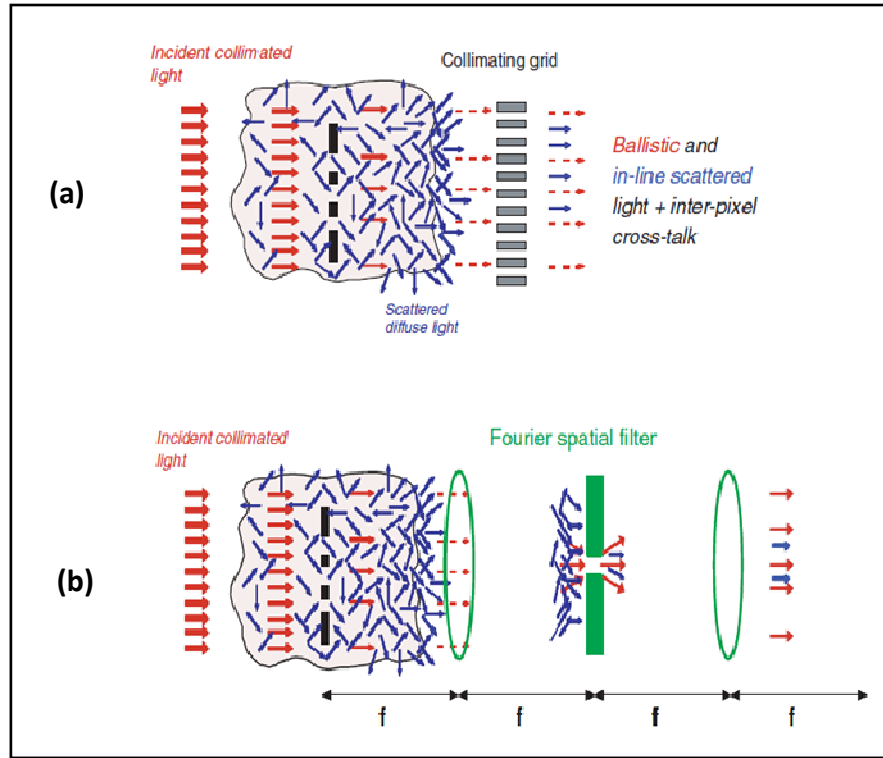 Incident collimated
light
Collimating grid
(a)
Ballistic and
in-line scattered
light + inter-pixel
cross-talk
Scattered
diffuse light
Incident collimated
light
Fourier spatial filter
(b)
f
f
f
f